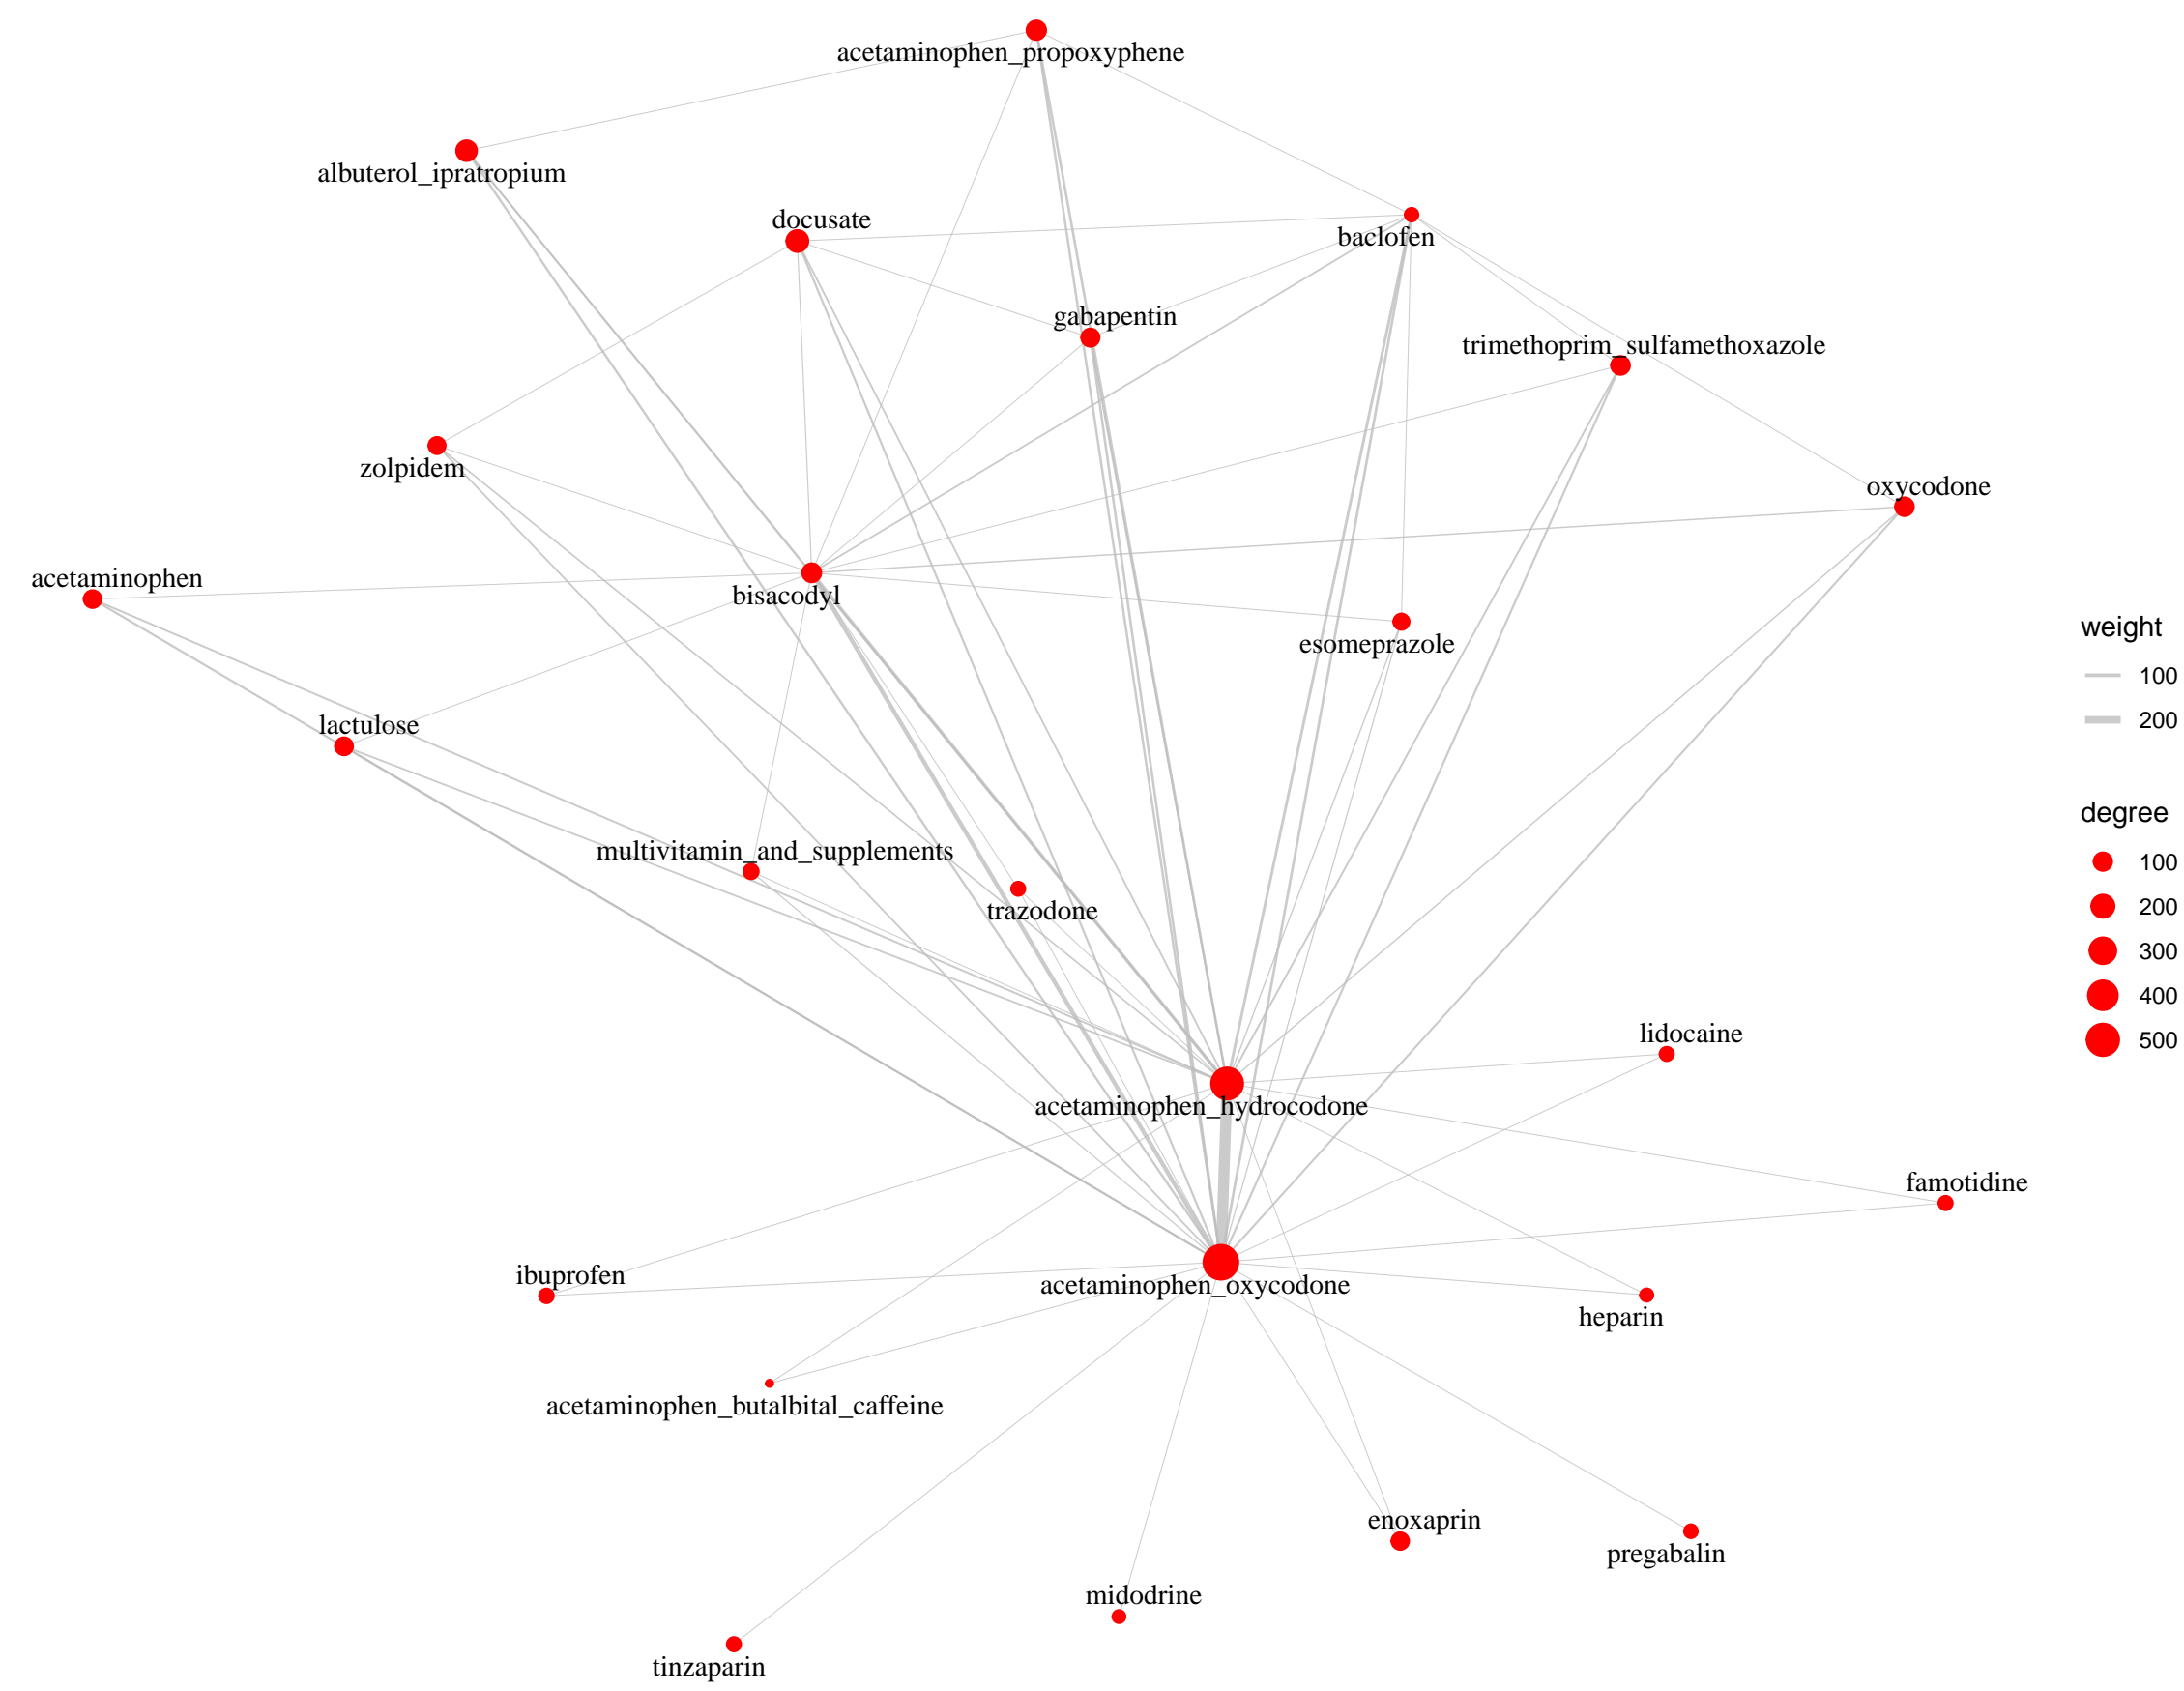 acetaminophen_propoxyphene
albuterol_ipratropium
docusate
baclofen
gabapentin
trimethoprim_sulfamethoxazole
zolpidem
oxycodone
acetaminophen
bisacodyl
esomeprazole
lactulose
multivitamin_and_supplements
trazodone
lidocaine
acetaminophen_hydrocodone
famotidine
ibuprofen
acetaminophen_oxycodone
heparin
acetaminophen_butalbital_caffeine
enoxaprin
pregabalin
midodrine
tinzaparin
weight
100
200
degree
100
200
300
400
500